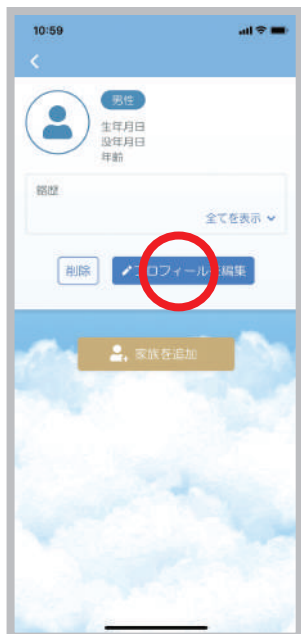 10:59
男性
生年月日
没年月日
年齢
略歴
全てを表示
削除
プロフィールを編集
家族を追加